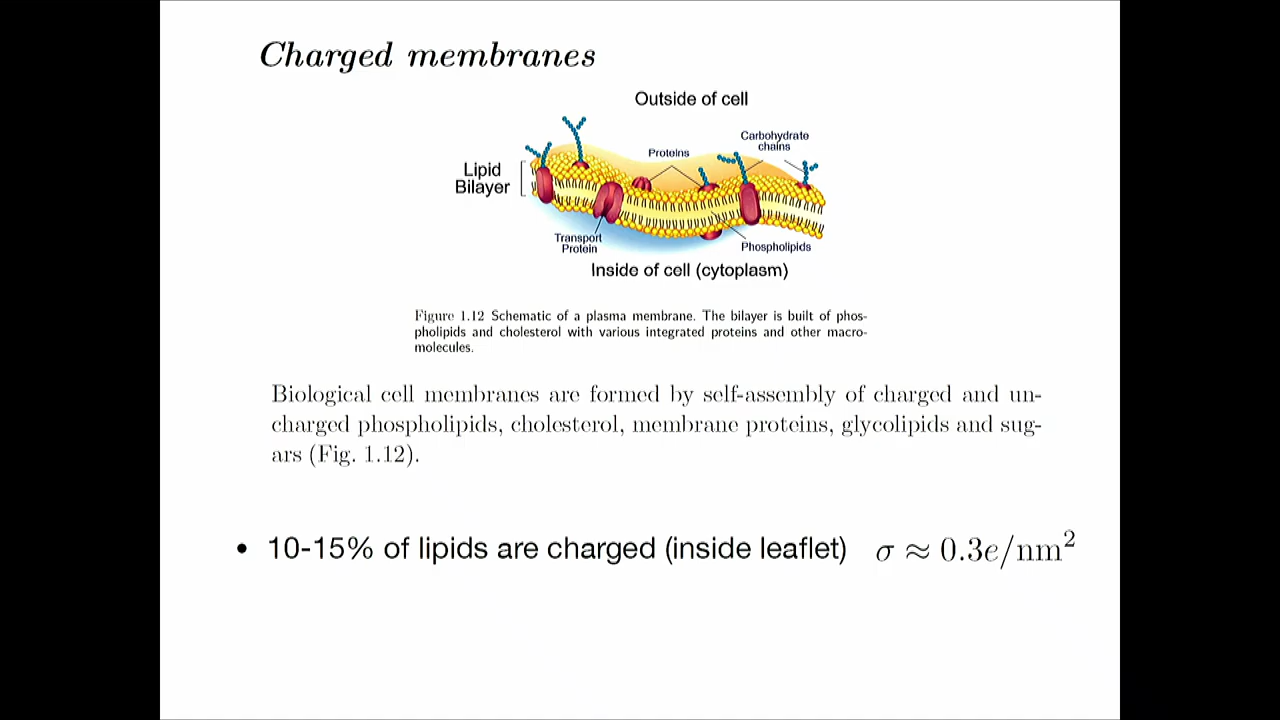 Charged membranes
Outside of cell
Carbohydrate
chains
Proteins
Lipid
Bilayer
Transport
Protein
Phospholipids
Inside of cell (cytoplasm)
Figure 1.12 Schematic of a plasma membrane. The bilayer is built of phos-
pholipids and cholesterol with various integrated proteins and other macro-
molecules.
Biological cell membranes are formed by self-assembly of charged and un-
charged phospholipids, cholesterol, membrane proteins, glycolipids and sug-
ars (Fig. 1.12).
• 10-15% of lipids are charged (inside leaflet) σ ≈ 0.3e/nm²